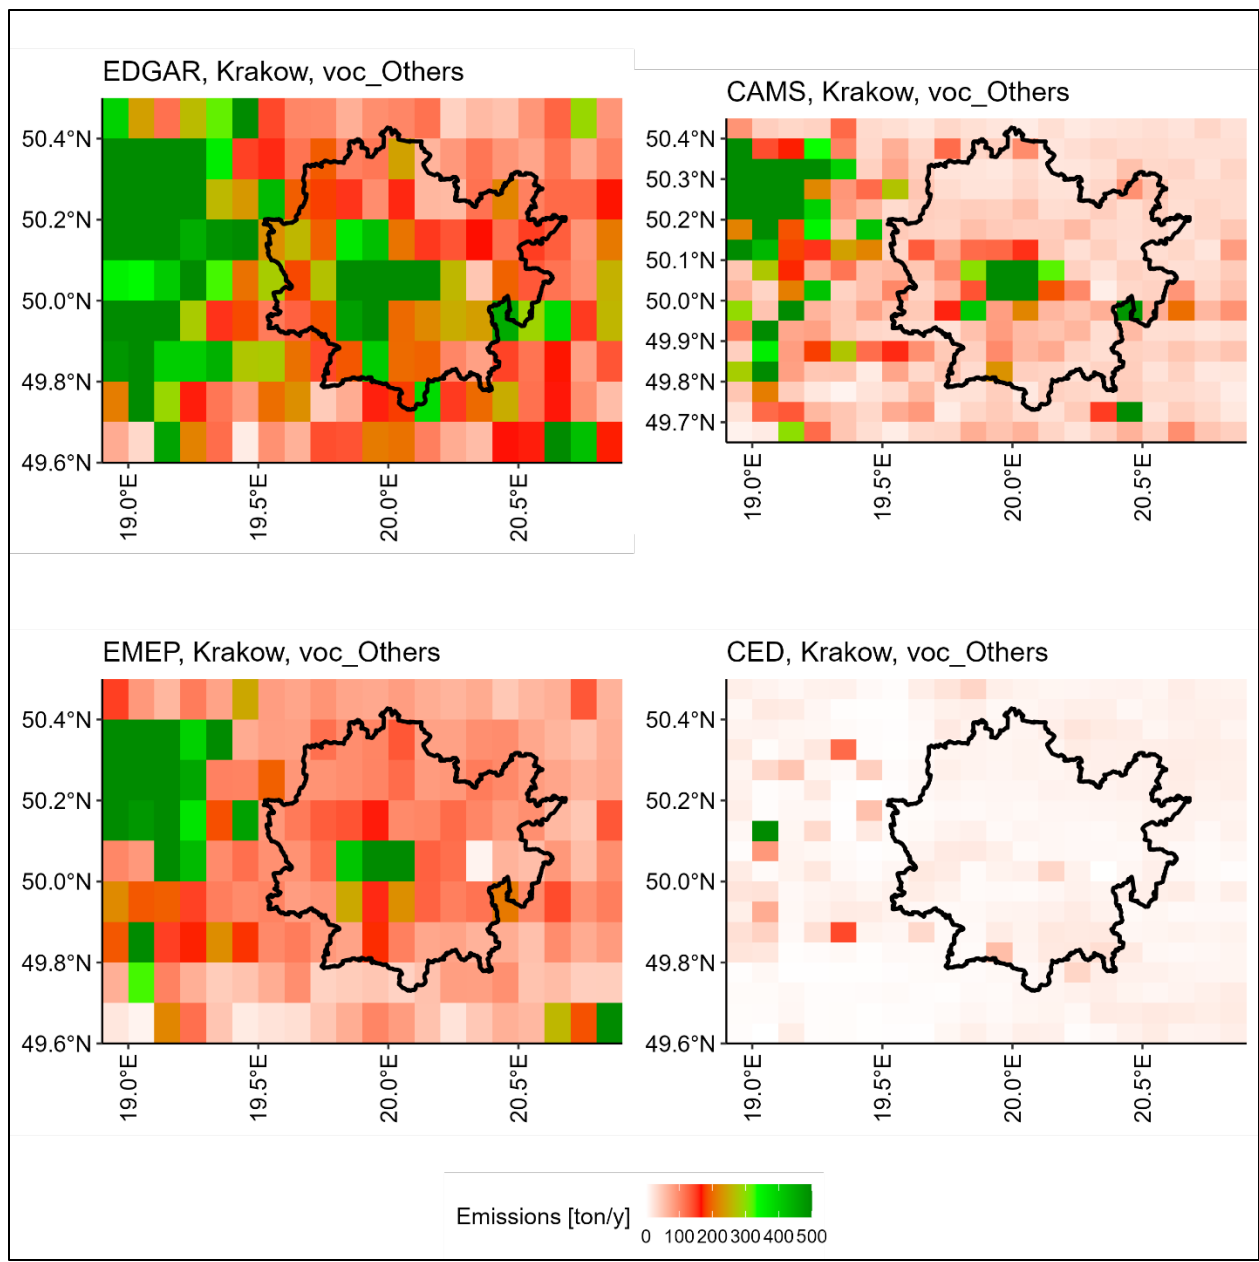 EDGAR, Krakow, voc_Others
50.4°N
50.2°N
50.0°N
49.8°N
49.6°N
19.0°E
19.5°E
20.0°E
20.5°E
CAMS, Krakow, voc_Others
50.4°N
50.3°N
50.2°N
50.1°N
50.0°N
49.9°N
49.8°N
49.7°N
19.0°E
19.5°E
20.0°E
20.5°E
EMEP, Krakow, voc_Others
50.4°N
50.2°N
50.0°N
49.8°N
49.6°N
19.0°E
19.5°E
20.0°E
20.5°E
CED, Krakow, voc_Others
50.4°N
50.2°N
50.0°N
49.8°N
49.6°N
19.0°E
19.5°E
20.0°E
20.5°E
Emissions [ton/y]
0 100 200 300 400 500